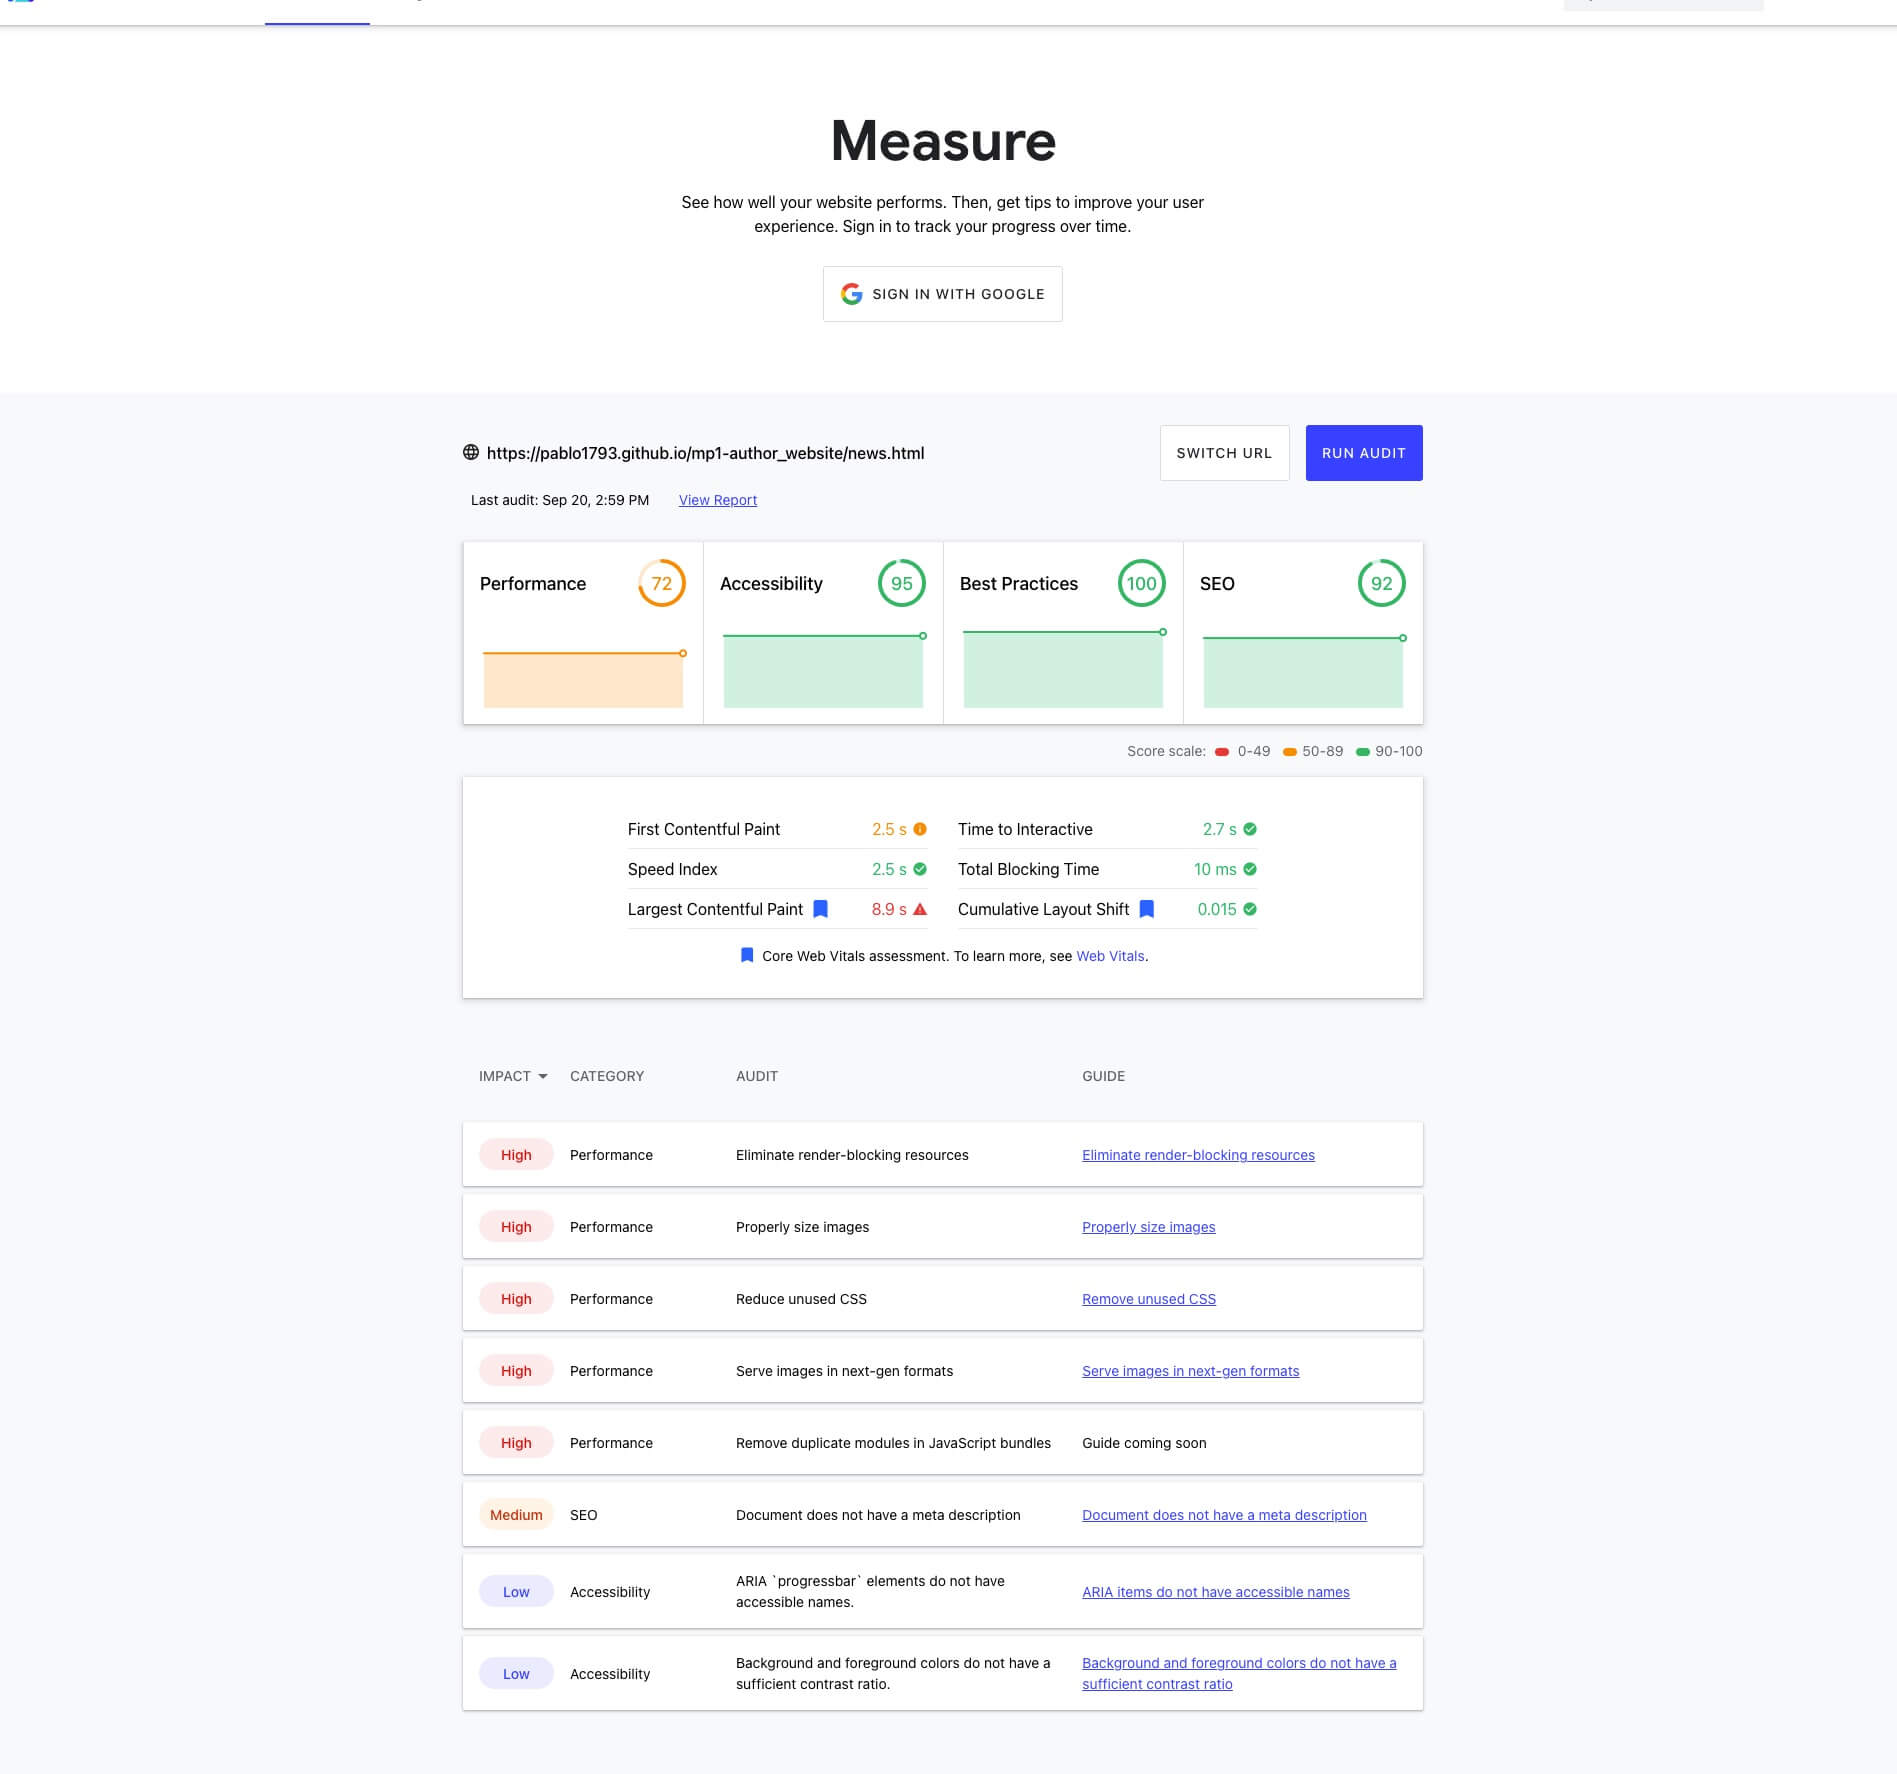 Measure
See how well your website performs. Then, get tips to improve your user
experience. Sign in to track your progress over time.
SIGN IN WITH GOOGLE
https://pablo1793.github.io/mp1-author_website/news.html
SWITCH URL
RUN AUDIT
Last audit: Sep 20, 2:59 PM
View Report
Performance 72
Accessibility 95
Best Practices 100
SEO 92
Score scale: 0-49 50-89 90-100
First Contentful Paint 2.5 s
Time to Interactive 2.7 s
Speed Index 2.5 s
Total Blocking Time 10 ms
Largest Contentful Paint 8.9 s
Cumulative Layout Shift 0.015
Core Web Vitals assessment. To learn more, see Web Vitals.
IMPACT CATEGORY AUDIT GUIDE
High Performance Eliminate render-blocking resources Eliminate render-blocking resources
High Performance Properly size images Properly size images
High Performance Reduce unused CSS Remove unused CSS
High Performance Serve images in next-gen formats Serve images in next-gen formats
High Performance Remove duplicate modules in JavaScript bundles Guide coming soon
Medium SEO Document does not have a meta description Document does not have a meta description
Low Accessibility
ARIA `progressbar` elements do not have
accessible names.
ARIA items do not have accessible names
Low Accessibility
Background and foreground colors do not have a
sufficient contrast ratio.
Background and foreground colors do not have a
sufficient contrast ratio